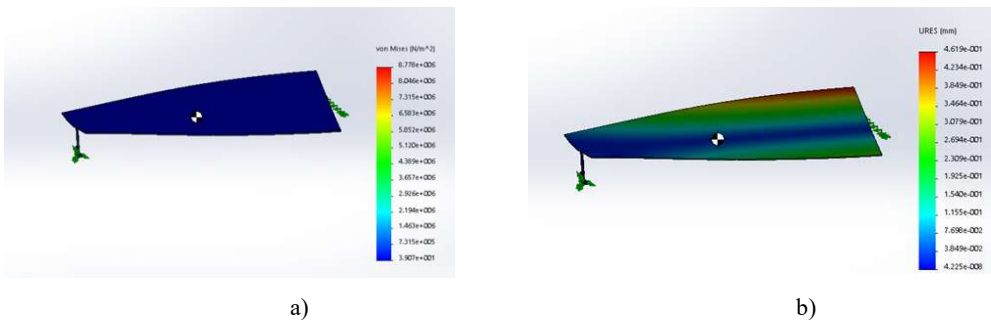 von Mises (N/m^2)
8.778e+006
8.046e+006
7.315e+006
6.583e+006
5.852e+006
5.120e+006
4.389e+006
3.657e+006
2.926e+006
2.194e+006
1.463e+006
7.315e+005
3.907e+001
URES (mm)
4.619e-001
4.234e-001
3.849e-001
3.464e-001
3.079e-001
2.694e-001
2.309e-001
1.925e-001
1.540e-001
1.155e-001
7.698e-002
3.849e-002
4.225e-008
a)
b)